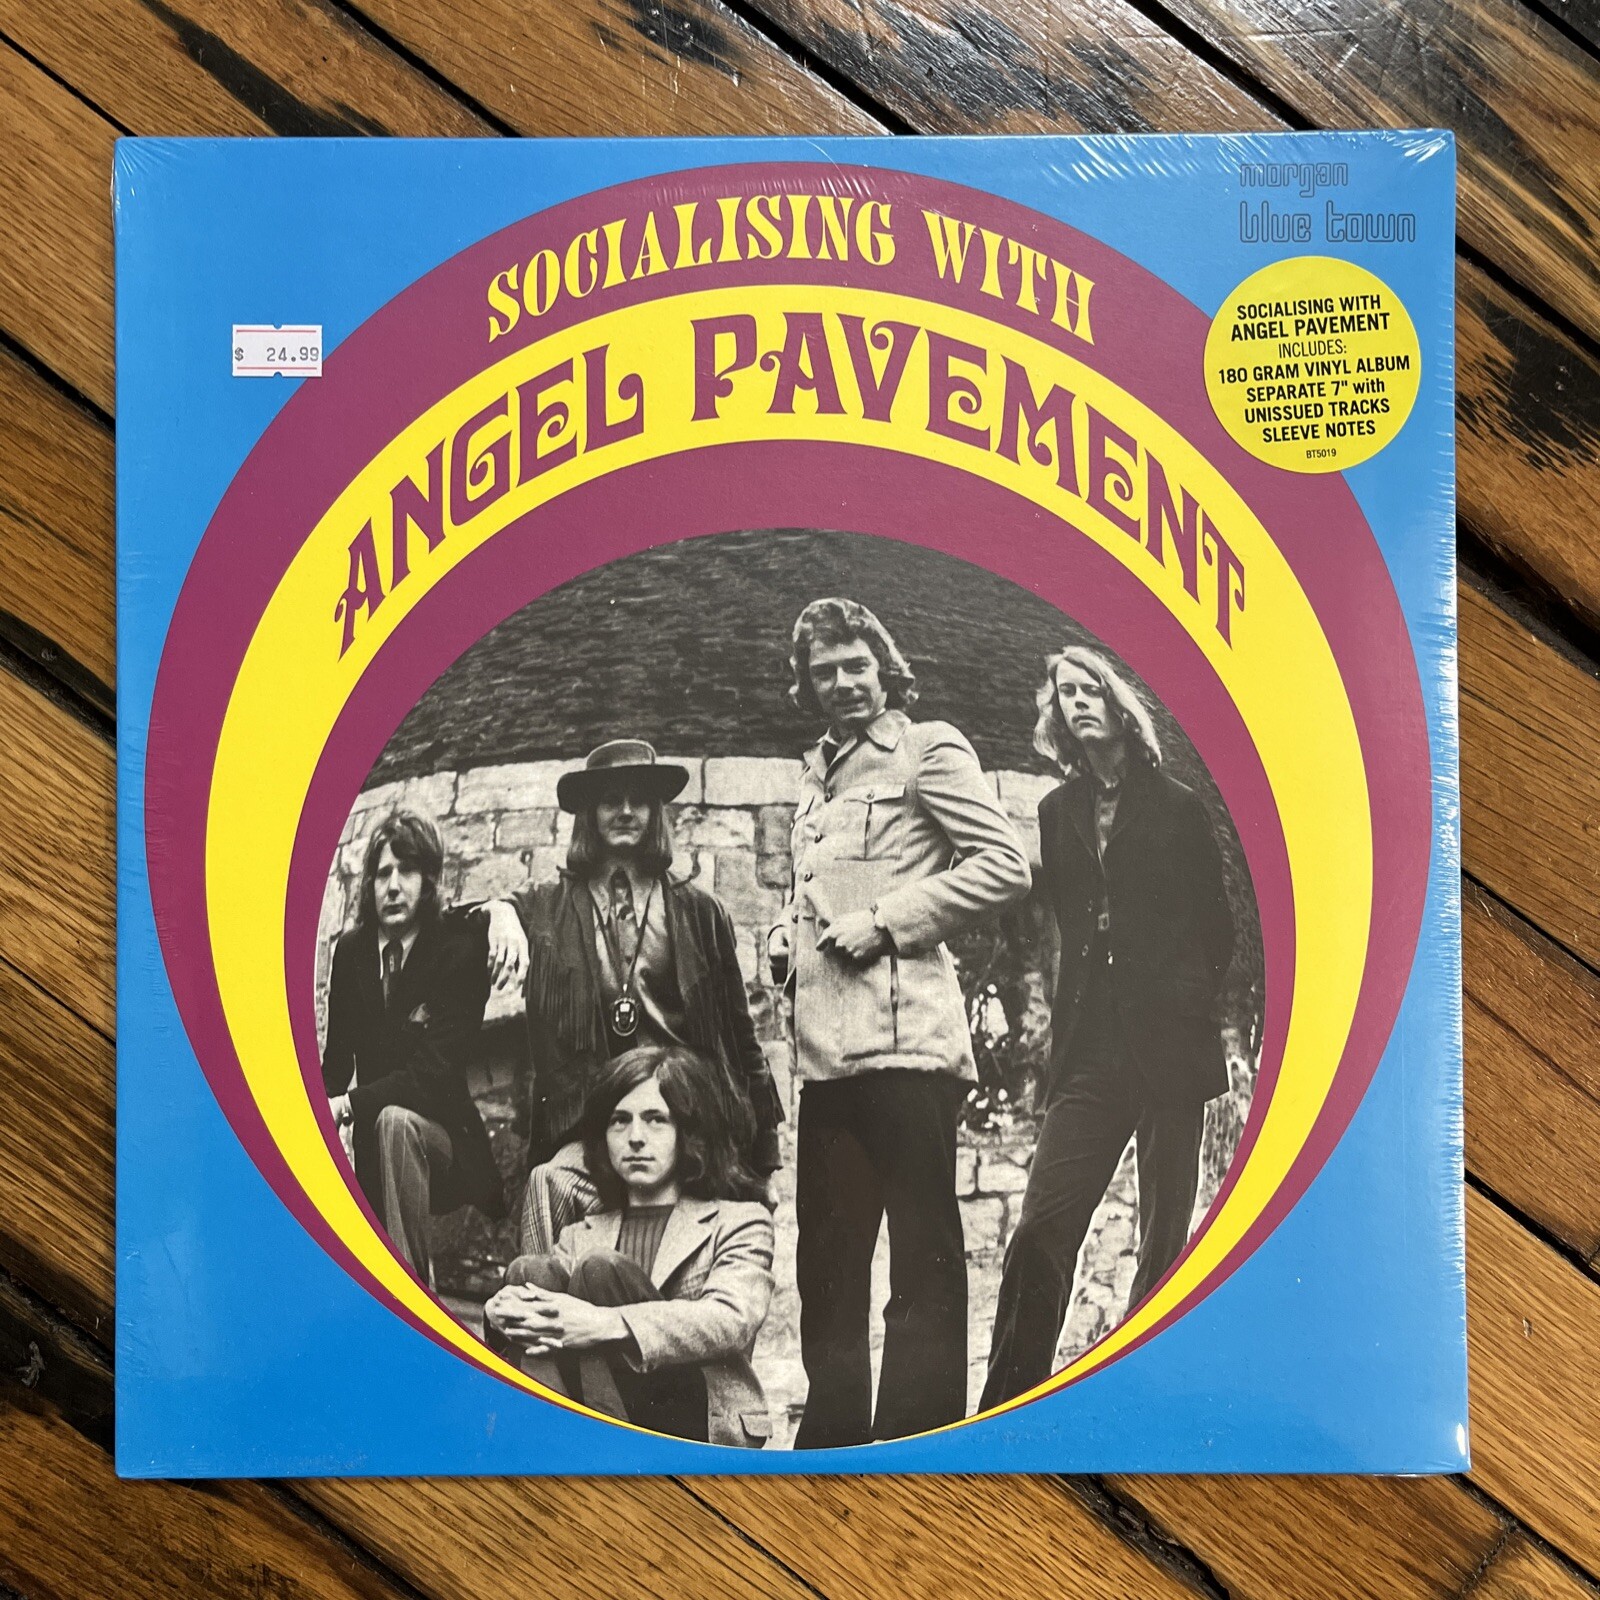 morgan
blue town
SOCIALISING WITH
ANGEL PAVEMENT
$ 24.99
SOCIALISING WITH
ANGEL PAVEMENT
INCLUDES:
180 GRAM VINYL ALBUM
SEPARATE 7" with
UNISSUED TRACKS
SLEEVE NOTES
BT5019